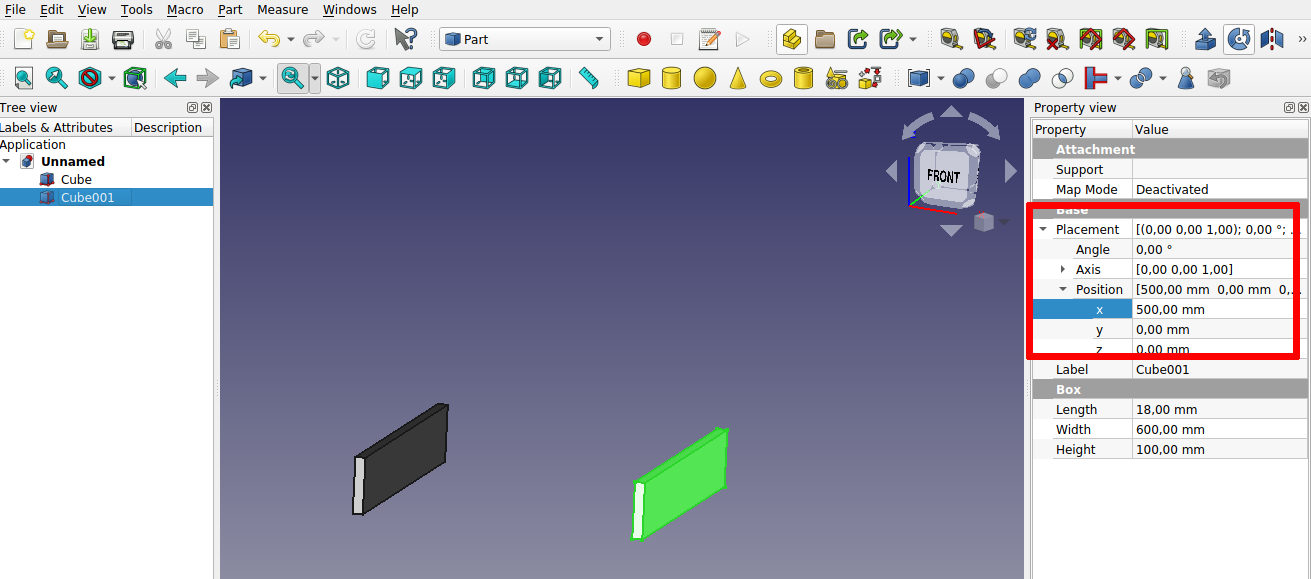 File Edit View Tools Macro Part Measure Windows Help
Part
Tree view
Labels & Attributes Description
Application
Unnamed
Cube
Cube001
FRONT
Property view
Property Value
Attachment
Support
Map Mode Deactivated
Base
Placement [(0,00 0,00 1,00); 0,00 °; ...
Angle 0,00 °
Axis [0,00 0,00 1,00]
Position [500,00 mm 0,00 mm 0,...
x 500,00 mm
y 0,00 mm
z 0,00 mm
Label Cube001
Box
Length 18,00 mm
Width 600,00 mm
Height 100,00 mm